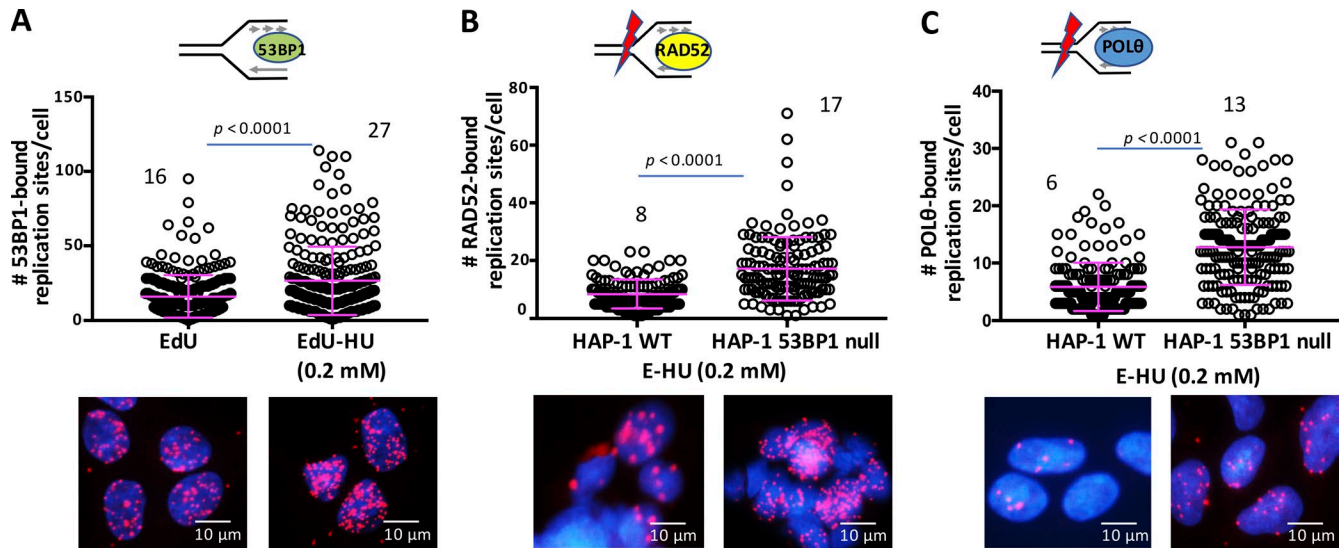 A
53BP1
# 53BP1-bound
replication sites/cell
150
100
50
0
16
p < 0.0001
27
EdU
EdU-HU
(0.2 mM)
10 µm
10 µm
B
RAD52
# RAD52-bound
replication sites/cell
80
60
40
20
0
8
p < 0.0001
17
HAP-1 WT
HAP-1 53BP1 null
E-HU (0.2 mM)
10 µm
10 µm
C
POLθ
# POLθ-bound
replication sites/cell
40
30
20
10
0
6
p < 0.0001
13
HAP-1 WT
HAP-1 53BP1 null
E-HU (0.2 mM)
10 µm
10 µm